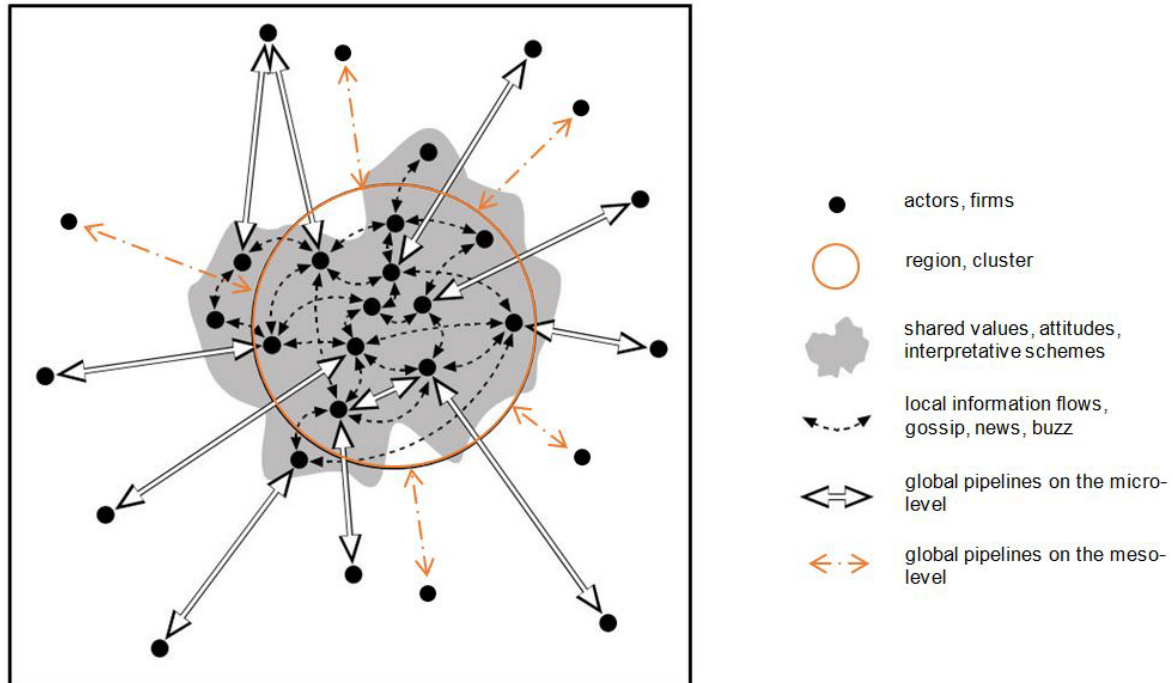 actors, firms
region, cluster
shared values, attitudes,
interpretative schemes
local information flows,
gossip, news, buzz
global pipelines on the micro-
level
global pipelines on the meso-
level